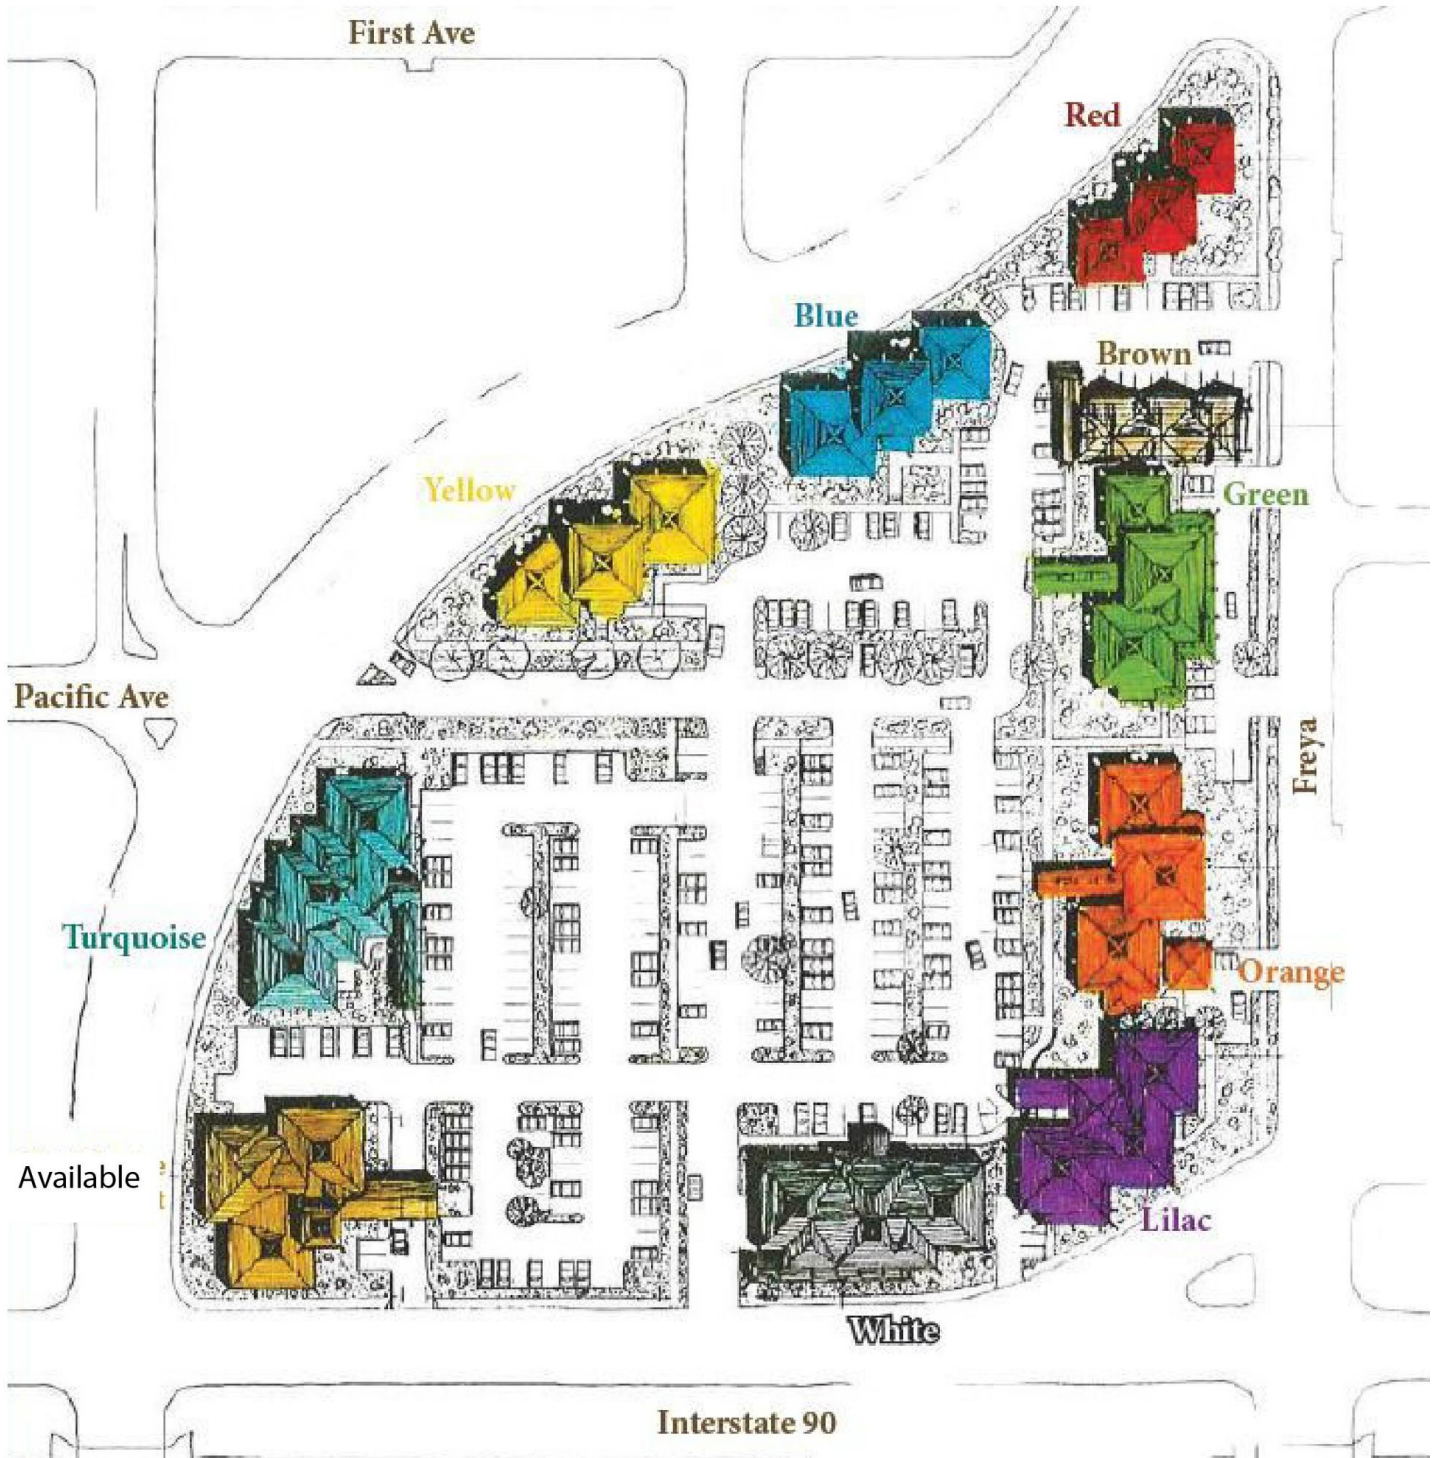 First Ave
Red
Blue
Brown
Yellow
Green
Pacific Ave
Freya
Turquoise
Orange
Available
Lilac
White
Interstate 90